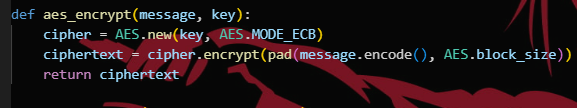 def aes_encrypt(message, key):
    cipher = AES.new(key, AES.MODE_ECB)
    ciphertext = cipher.encrypt(pad(message.encode(), AES.block_size))
    return ciphertext